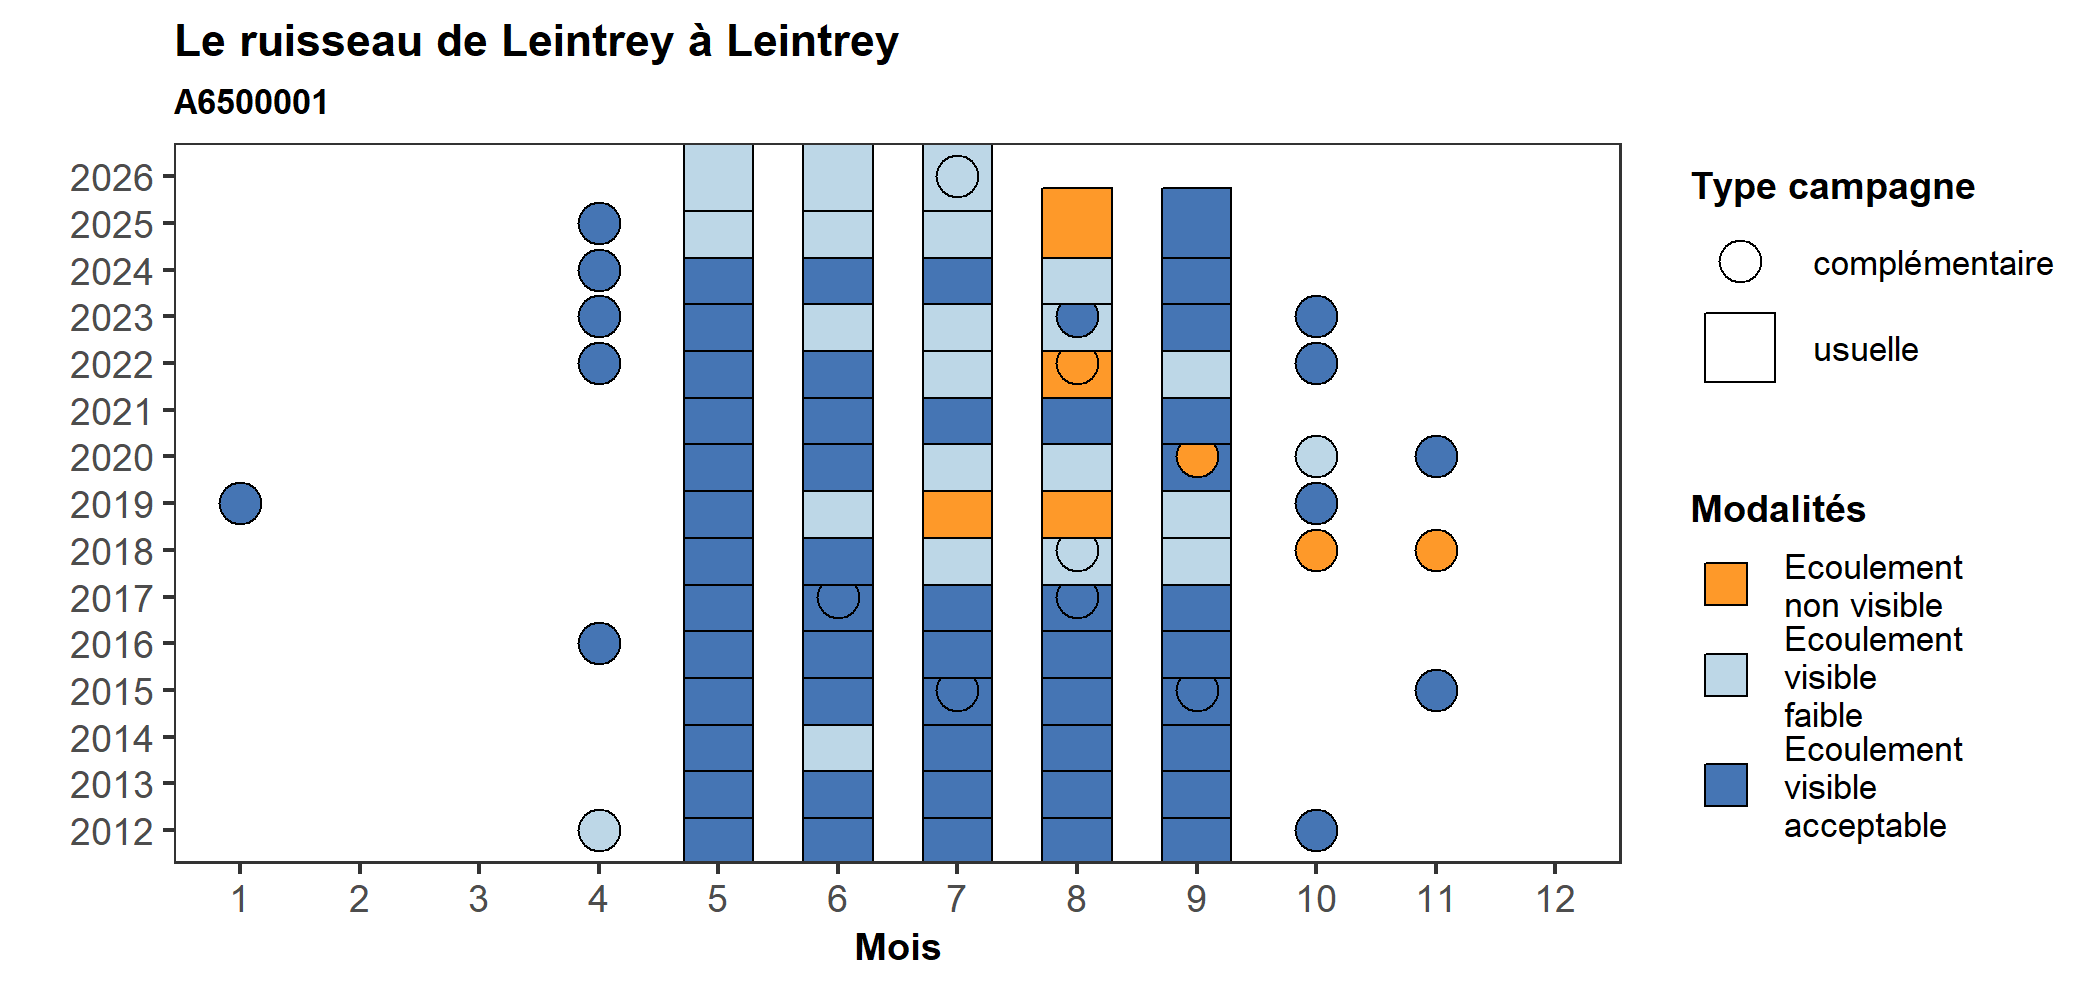 Le ruisseau de Leintrey à Leintrey
A6500001
2026
2025
2024
2023
2022
2021
2020
2019
2018
2017
2016
2015
2014
2013
2012
1 2 3 4 5 6 7 8 9 10 11 12
Mois
Type campagne
complémentaire
usuelle
Modalités
Ecoulement
non visible
Ecoulement
visible
faible
Ecoulement
visible
acceptable